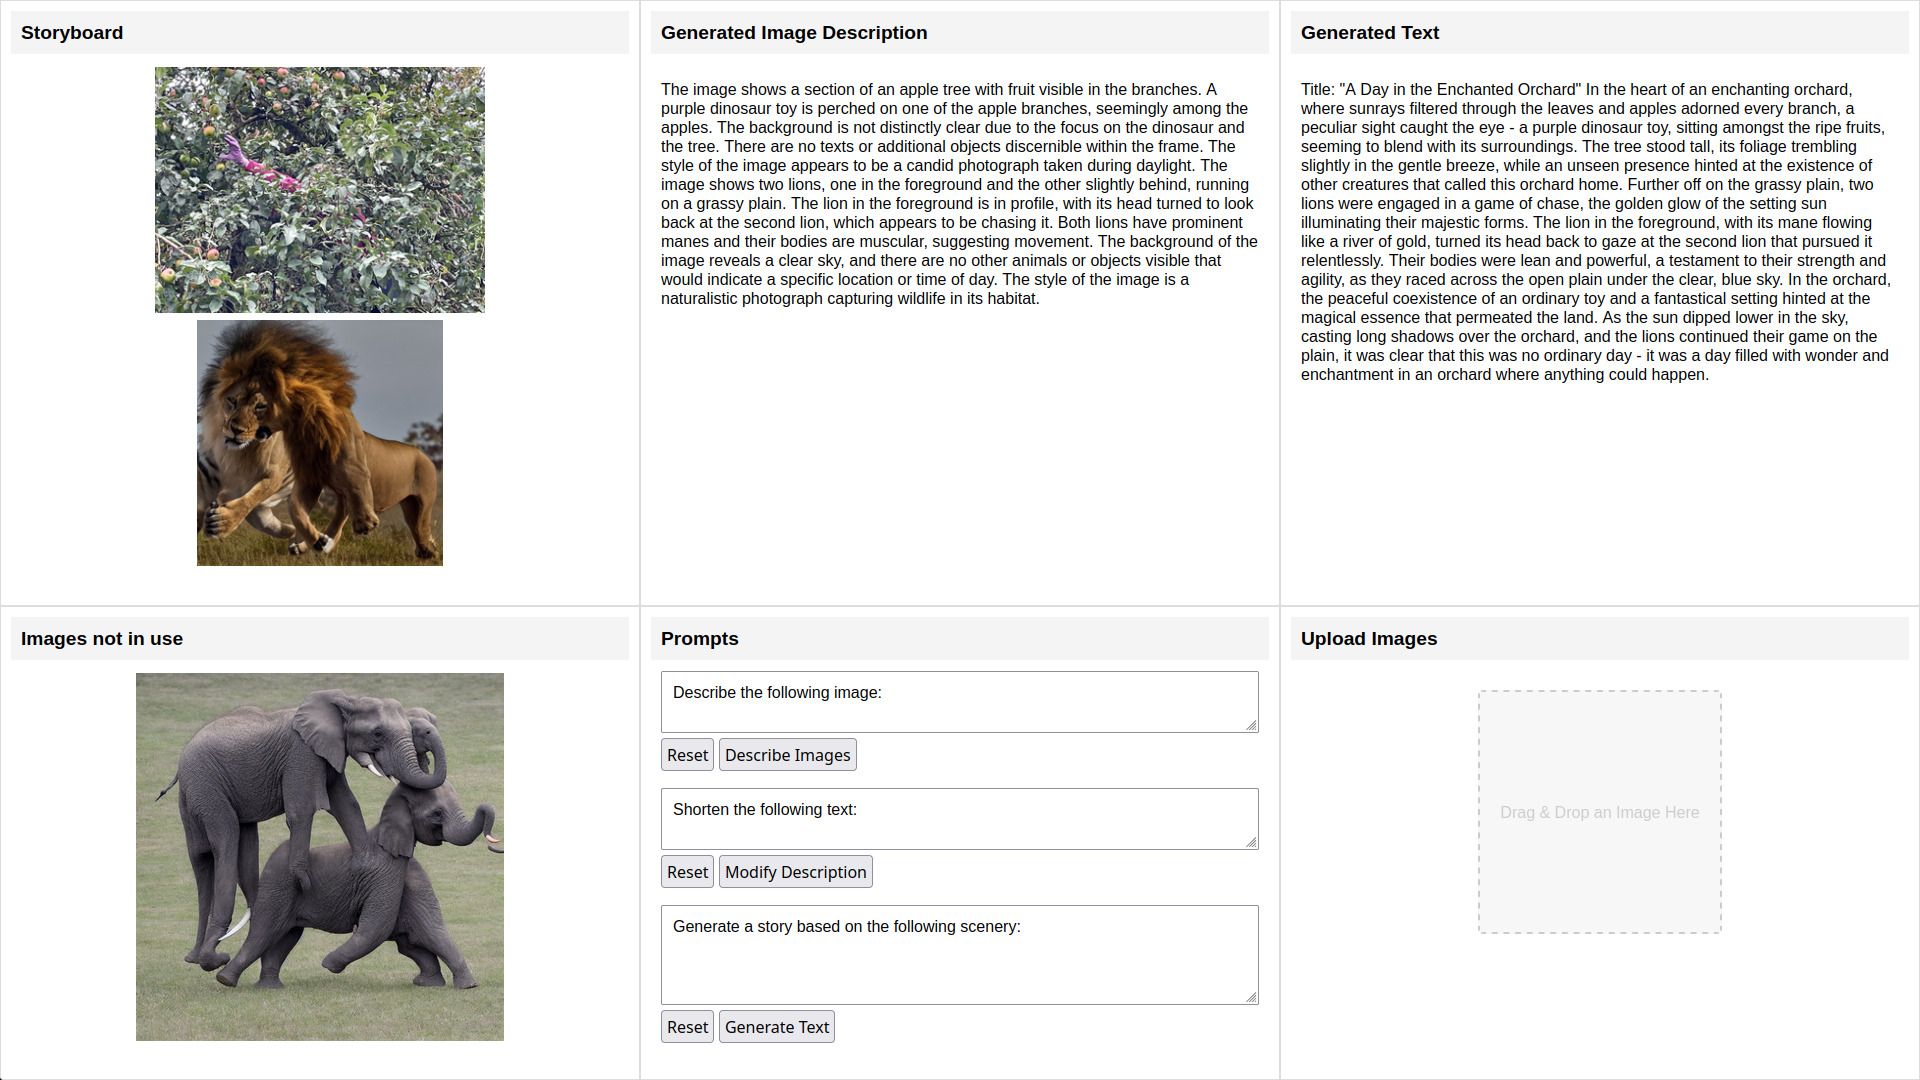 Storyboard
Generated Image Description
The image shows a section of an apple tree with fruit visible in the branches. A
purple dinosaur toy is perched on one of the apple branches, seemingly among the
apples. The background is not distinctly clear due to the focus on the dinosaur and
the tree. There are no texts or additional objects discernible within the frame. The
style of the image appears to be a candid photograph taken during daylight. The
image shows two lions, one in the foreground and the other slightly behind, running
on a grassy plain. The lion in the foreground is in profile, with its head turned to look
back at the second lion, which appears to be chasing it. Both lions have prominent
manes and their bodies are muscular, suggesting movement. The background of the
image reveals a clear sky, and there are no other animals or objects visible that
would indicate a specific location or time of day. The style of the image is a
naturalistic photograph capturing wildlife in its habitat.
Generated Text
Title: "A Day in the Enchanted Orchard" In the heart of an enchanting orchard,
where sunrays filtered through the leaves and apples adorned every branch, a
peculiar sight caught the eye - a purple dinosaur toy, sitting amongst the ripe fruits,
seeming to blend with its surroundings. The tree stood tall, its foliage trembling
slightly in the gentle breeze, while an unseen presence hinted at the existence of
other creatures that called this orchard home. Further off on the grassy plain, two
lions were engaged in a game of chase, the golden glow of the setting sun
illuminating their majestic forms. The lion in the foreground, with its mane flowing
like a river of gold, turned its head back to gaze at the second lion that pursued it
relentlessly. Their bodies were lean and powerful, a testament to their strength and
agility, as they raced across the open plain under the clear, blue sky. In the orchard,
the peaceful coexistence of an ordinary toy and a fantastical setting hinted at the
magical essence that permeated the land. As the sun dipped lower in the sky,
casting long shadows over the orchard, and the lions continued their game on the
plain, it was clear that this was no ordinary day - it was a day filled with wonder and
enchantment in an orchard where anything could happen.
Images not in use
Prompts
Describe the following image:
Reset Describe Images
Shorten the following text:
Reset Modify Description
Generate a story based on the following scenery:
Reset Generate Text
Upload Images
Drag & Drop an Image Here